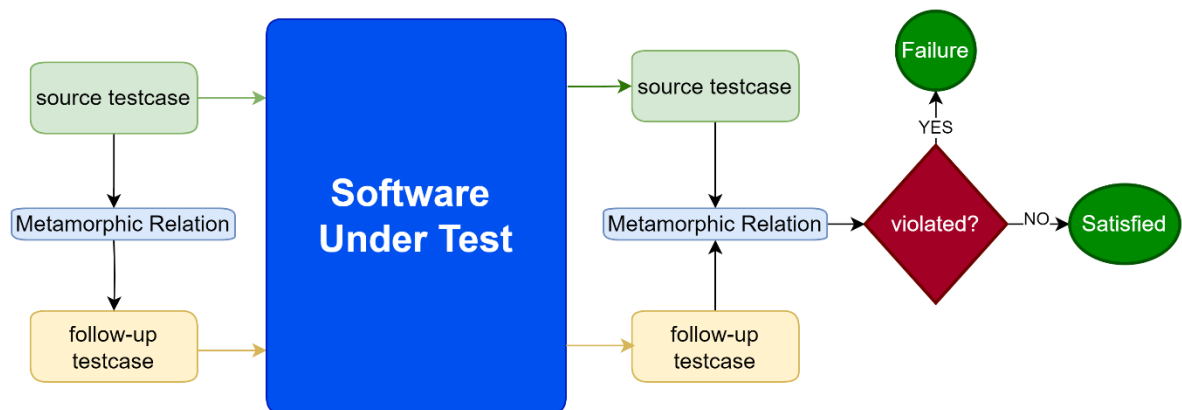 source testcase
Metamorphic Relation
follow-up
testcase
Software
Under Test
source testcase
Metamorphic Relation
follow-up
testcase
violated?
YES
Failure
NO
Satisfied